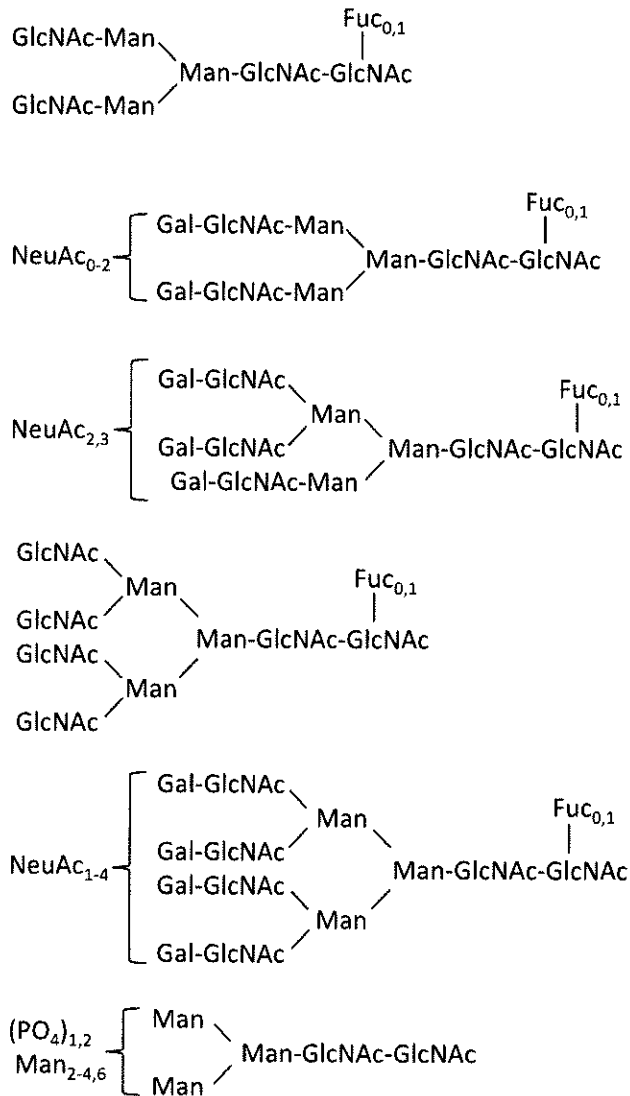 Fuc0,1
GlcNAc-Man
Man-GlcNAc-GlcNAc
GlcNAc-Man
Fuc0,1
Gal-GlcNAc-Man
NeuAc0-2
Man-GlcNAc-GlcNAc
Gal-GlcNAc-Man
Gal-GlcNAc
Fuc0,1
Man
NeuAc2,3
Gal-GlcNAc
Man-GlcNAc-GlcNAc
Gal-GlcNAc-Man
GlcNAc
Fuc0,1
Man
GlcNAc
Man-GlcNAc-GlcNAc
GlcNAc
Man
GlcNAc
Gal-GlcNAc
Fuc0,1
Man
Gal-GlcNAc
NeuAc1-4
Man-GlcNAc-GlcNAc
Gal-GlcNAc
Man
Gal-GlcNAc
(PO4)1,2
Man
Man-GlcNAc-GlcNAc
Man2-4,6
Man